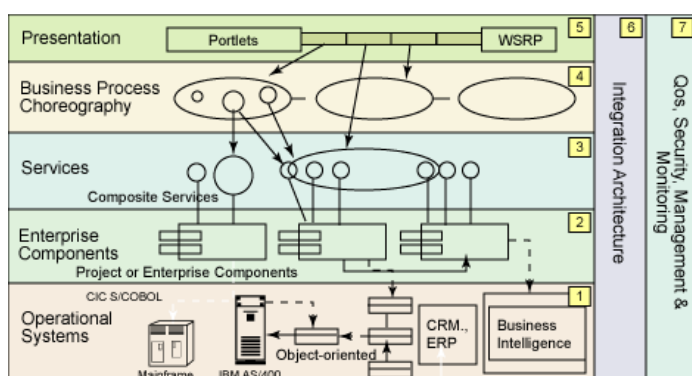 Presentation
Portlets
WSRP
5
6
7
Business Process
Choreography
4
Services
3
Composite Services
Enterprise
Components
2
Project or Enterprise Components
CIC S/COBOL
1
Operational
Systems
Mainframe
IBM AS/400
Object-oriented
CRM.,
ERP
Business
Intelligence
Integration Architecture
Qos, Security, Management &
Monitoring